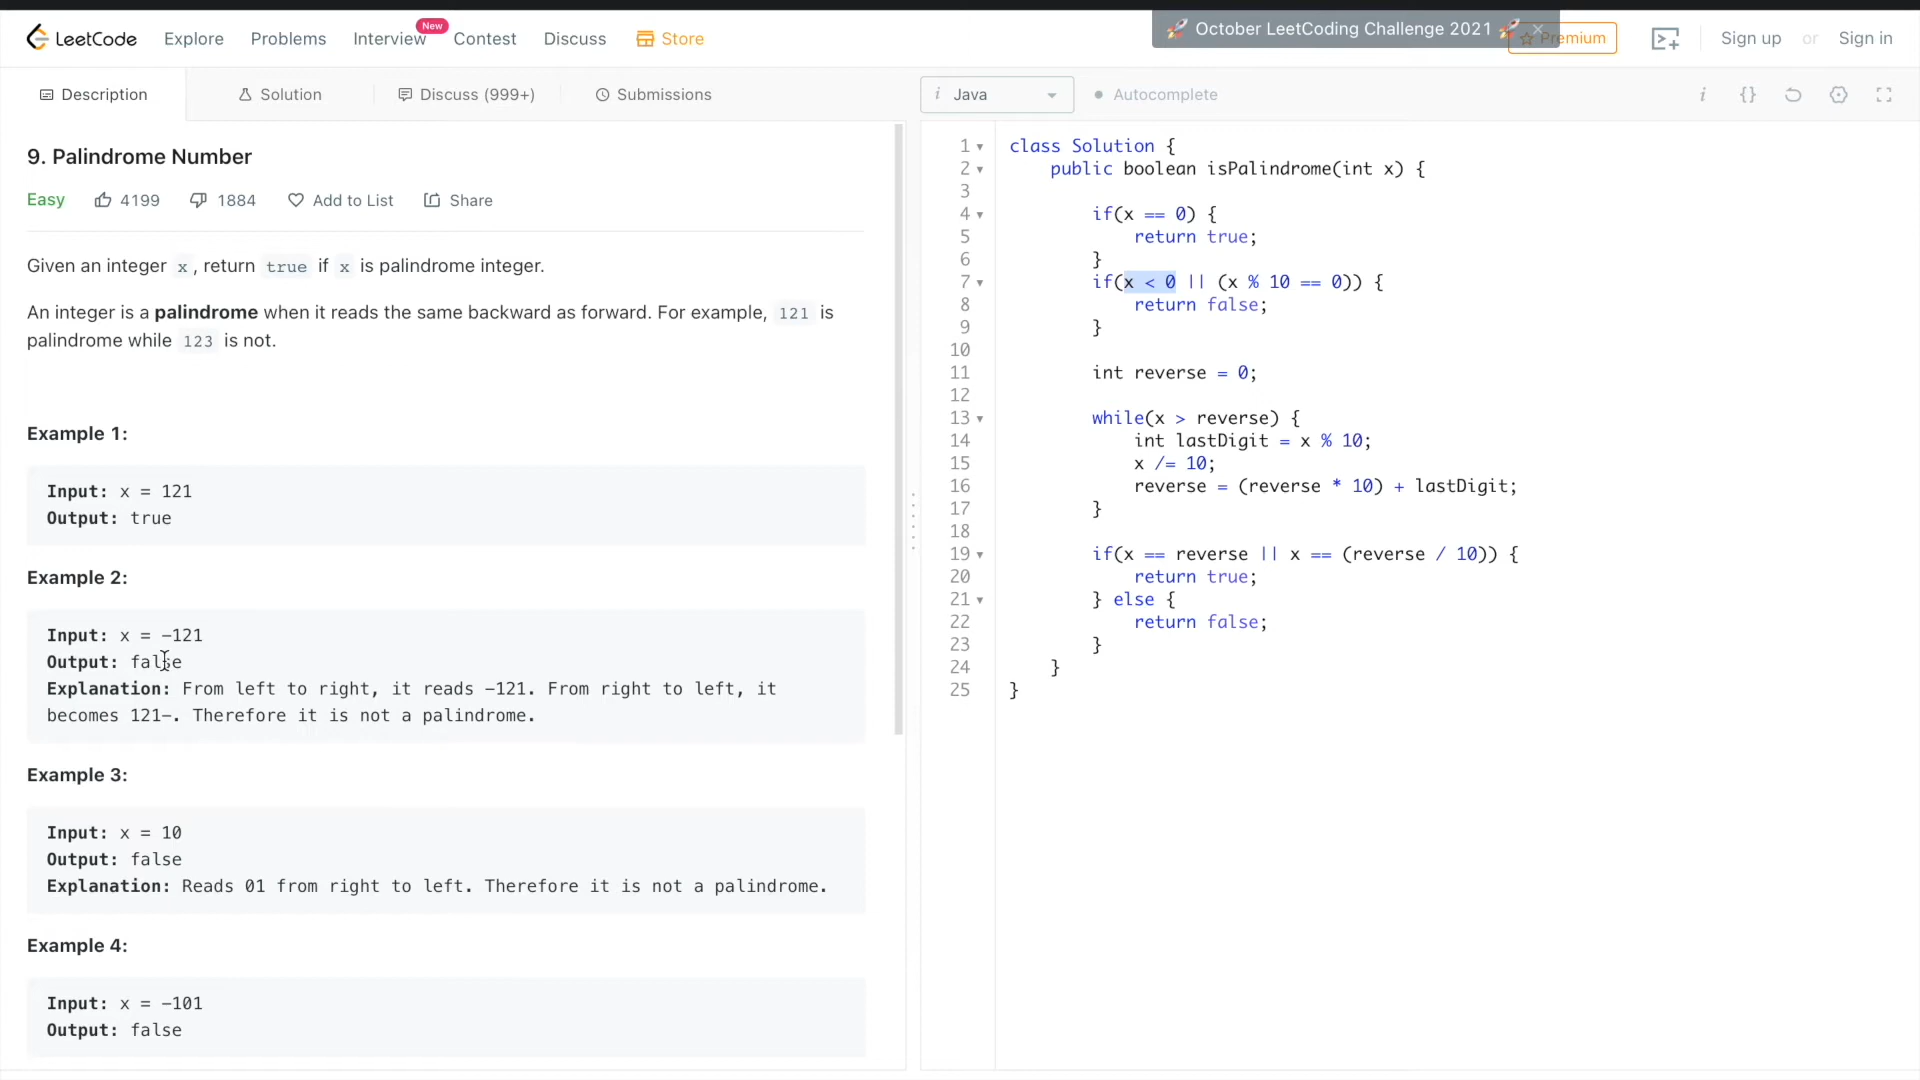 LeetCode Explore Problems Interview New Contest Discuss Store 🚀 October LeetCoding Challenge 2021 🚀 × Premium Sign up or Sign in
Description Solution Discuss (999+) Submissions
i Java Autocomplete i {}
9. Palindrome Number
Easy 4199 1884 Add to List Share
Given an integer x , return true if x is palindrome integer.
An integer is a palindrome when it reads the same backward as forward. For example, 121 is
palindrome while 123 is not.
Example 1:
Input: x = 121
Output: true
Example 2:
Input: x = -121
Output: false
Explanation: From left to right, it reads -121. From right to left, it
becomes 121-. Therefore it is not a palindrome.
Example 3:
Input: x = 10
Output: false
Explanation: Reads 01 from right to left. Therefore it is not a palindrome.
Example 4:
Input: x = -101
Output: false
1 class Solution {
2 public boolean isPalindrome(int x) {
3
4 if(x == 0) {
5 return true;
6 }
7 if(x < 0 || (x % 10 == 0)) {
8 return false;
9 }
10
11 int reverse = 0;
12
13 while(x > reverse) {
14 int lastDigit = x % 10;
15 x /= 10;
16 reverse = (reverse * 10) + lastDigit;
17 }
18
19 if(x == reverse || x == (reverse / 10)) {
20 return true;
21 } else {
22 return false;
23 }
24 }
25 }